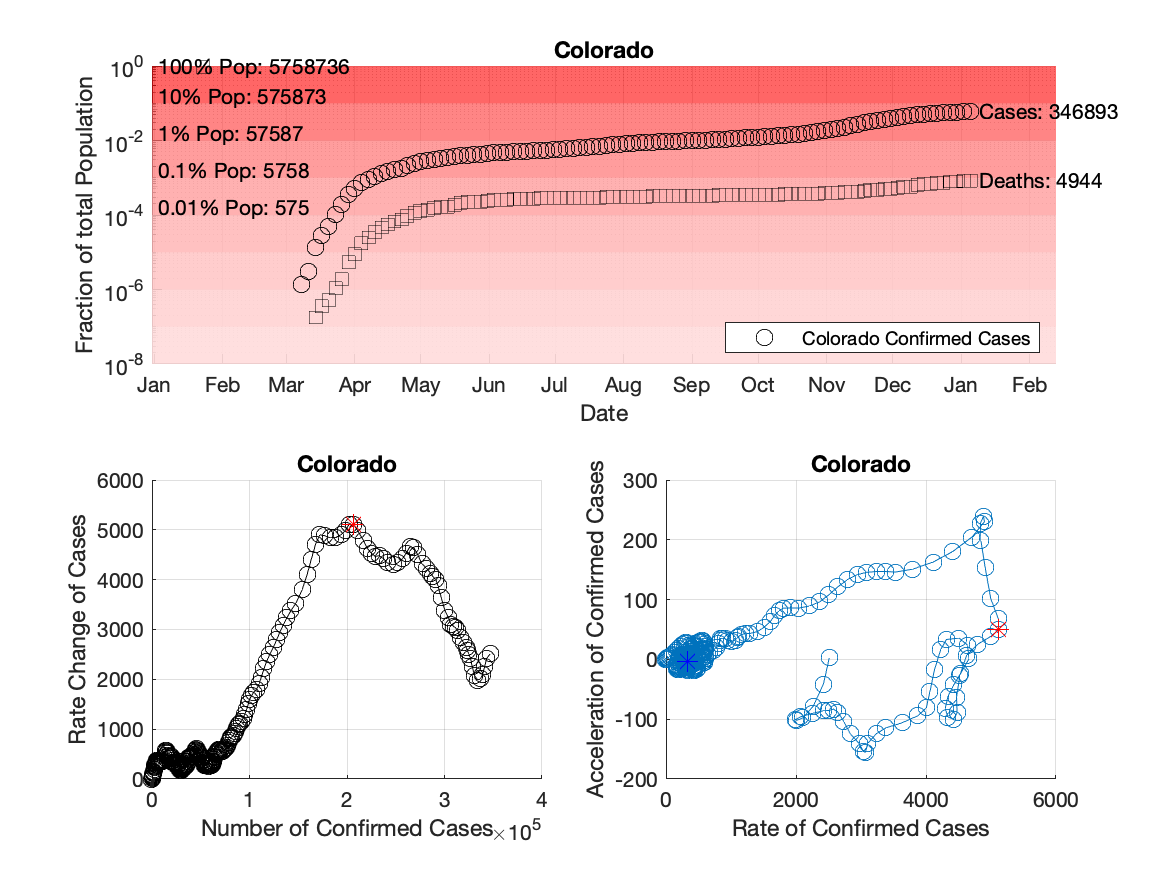 Colorado
Fraction of total Population
10^0
10^-2
10^-4
10^-6
10^-8
100% Pop: 5758736
10% Pop: 575873
1% Pop: 57587
0.1% Pop: 5758
0.01% Pop: 575
Cases: 346893
Deaths: 4944
Colorado Confirmed Cases
Jan Feb Mar Apr May Jun Jul Aug Sep Oct Nov Dec Jan Feb
Date
Colorado
Rate Change of Cases
6000
5000
4000
3000
2000
1000
0
0 1 2 3 4
Number of Confirmed Cases
×10^5
Colorado
Acceleration of Confirmed Cases
300
200
100
0
-100
-200
0 2000 4000 6000
Rate of Confirmed Cases